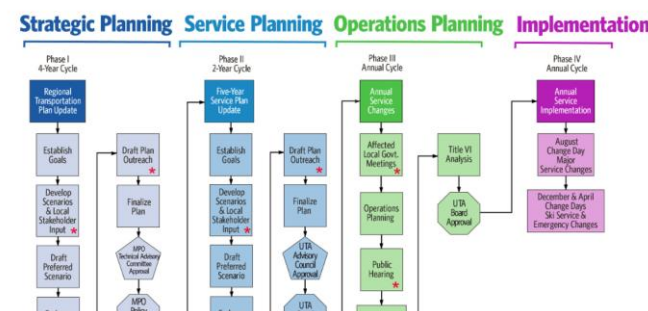 Strategic Planning
Service Planning
Operations Planning
Implementation
Phase I
4-Year Cycle
Phase II
2-Year Cycle
Phase III
Annual Cycle
Phase IV
Annual Cycle
Regional
Transportation
Plan Update
Five-Year
Service Plan
Update
Annual
Service
Changes
Annual
Service
Implementation
Establish
Goals
Draft Plan
Outreach
Establish
Goals
Draft Plan
Outreach
Affected
Local Govt.
Meetings
Title VI
Analysis
August
Change Day
Major
Service Changes
Develop
Scenarios
& Local
Stakeholder
Input
Finalize
Plan
Develop
Scenarios
& Local
Stakeholder
Input
Finalize
Plan
Operations
Planning
UTA
Board
Approval
December & April
Change Days
Ski Service &
Emergency Changes
Draft
Preferred
Scenario
MPO
Technical Advisory
Committee
Approval
Draft
Preferred
Scenario
UTA
Advisory
Council
Approval
Public
Hearing
MPO
Policy
UTA